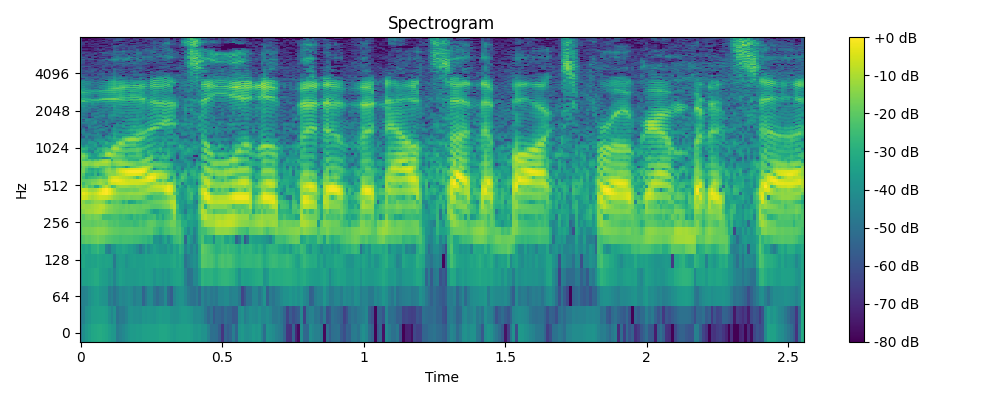 Spectrogram
Hz
4096
2048
1024
512
256
128
64
0
0 0.5 1 1.5 2 2.5
Time
+0 dB
-10 dB
-20 dB
-30 dB
-40 dB
-50 dB
-60 dB
-70 dB
-80 dB